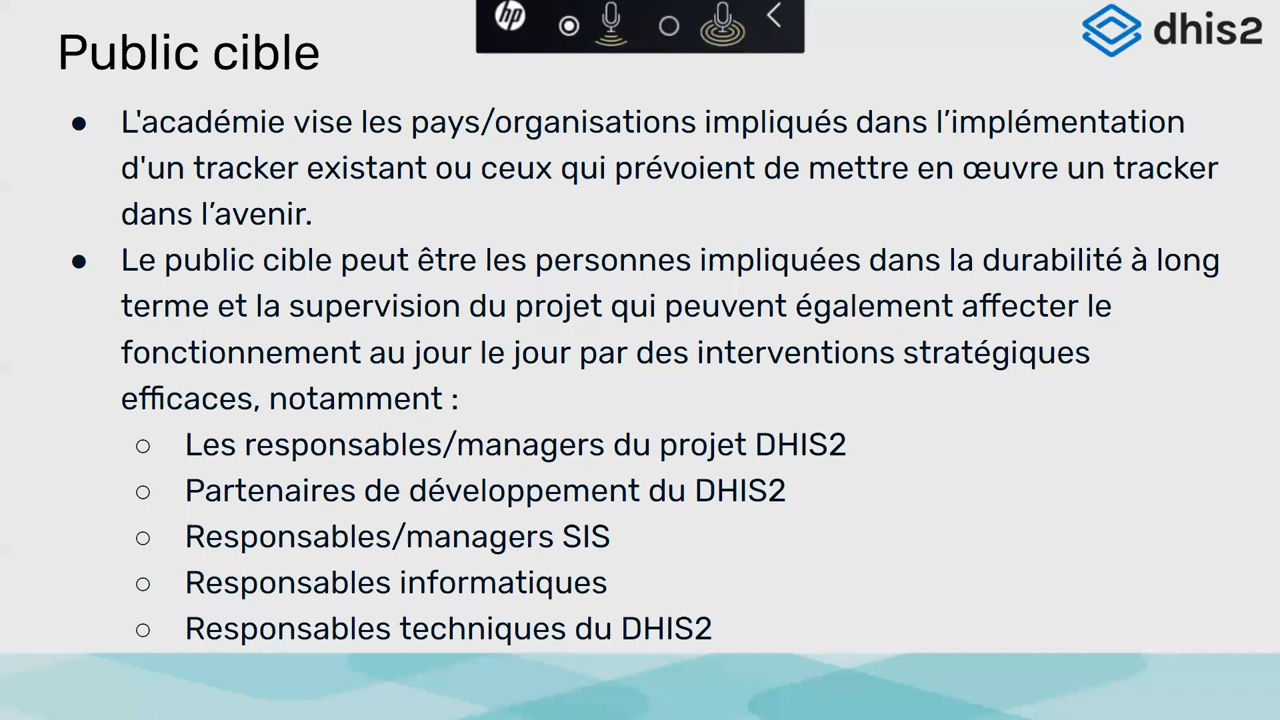 hp
dhis2
Public cible
● L'académie vise les pays/organisations impliqués dans l’implémentation
d'un tracker existant ou ceux qui prévoient de mettre en œuvre un tracker
dans l’avenir.
● Le public cible peut être les personnes impliquées dans la durabilité à long
terme et la supervision du projet qui peuvent également affecter le
fonctionnement au jour le jour par des interventions stratégiques
efficaces, notamment :
○ Les responsables/managers du projet DHIS2
○ Partenaires de développement du DHIS2
○ Responsables/managers SIS
○ Responsables informatiques
○ Responsables techniques du DHIS2